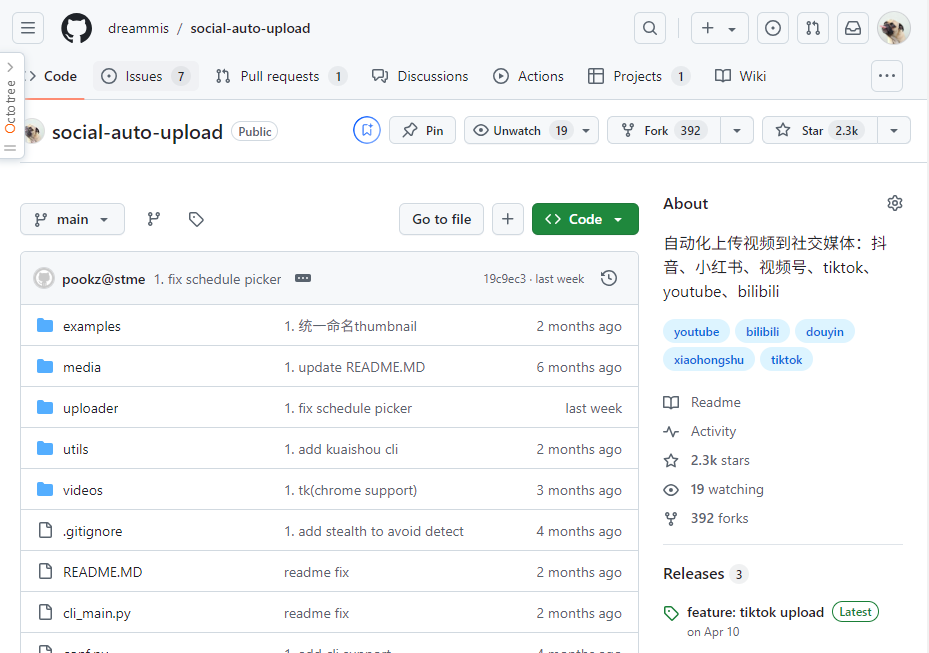 dreammis / social-auto-upload
Code Issues 7 Pull requests 1 Discussions Actions Projects 1 Wiki
Octotree
social-auto-upload Public Pin Unwatch 19 Fork 392 Star 2.3k
main Go to file Code
About
自动化上传视频到社交媒体：抖
音、小红书、视频号、tiktok、
youtube、bilibili
youtube bilibili douyin
xiaohongshu tiktok
Readme
Activity
2.3k stars
19 watching
392 forks
Releases 3
feature: tiktok upload Latest
on Apr 10
pookz@stme 1. fix schedule picker 19c9ec3 · last week
examples 1. 统一命名thumbnail 2 months ago
media 1. update README.MD 6 months ago
uploader 1. fix schedule picker last week
utils 1. add kuaishou cli 2 months ago
videos 1. tk(chrome support) 3 months ago
.gitignore 1. add stealth to avoid detect 4 months ago
README.MD readme fix 2 months ago
cli_main.py readme fix 2 months ago